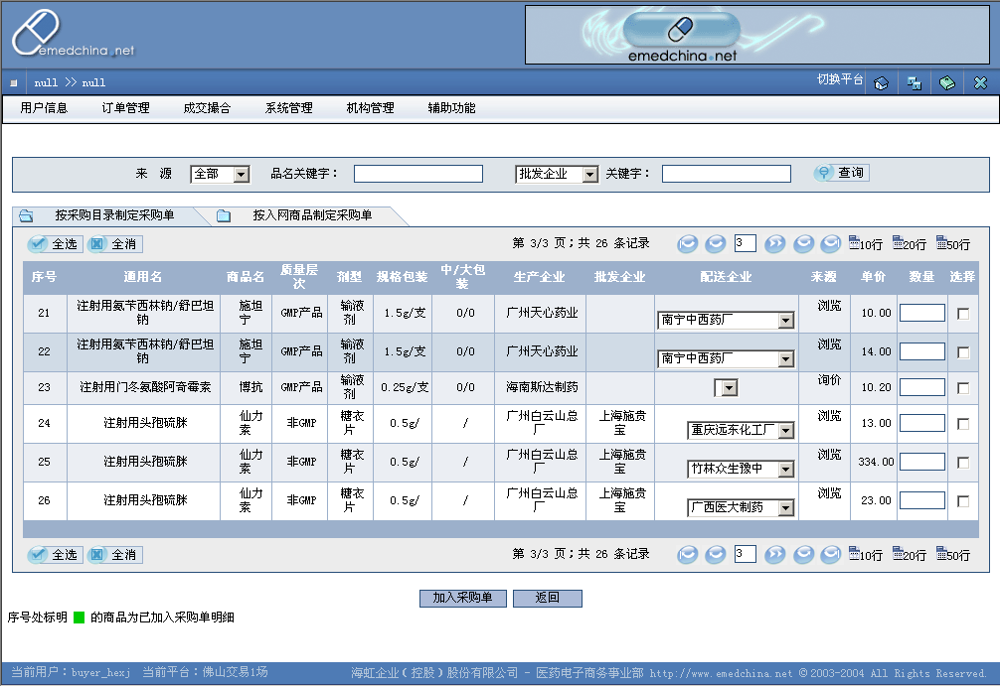 emedchina.net
emedchina.net
null >> null 切换平台
用户信息 订单管理 成交撮合 系统管理 机构管理 辅助功能
来 源 全部 品名关键字： 批发企业 关键字： 查询
按采购目录制定采购单 按入网商品制定采购单
全选 全消 第 3/3 页；共 26 条记录 3 10行 20行 50行
序号 通用名 商品名 质量层次 剂型 规格包装 中/大包装 生产企业 批发企业 配送企业 来源 单价 数量 选择
21 注射用氨苄西林钠/舒巴坦钠 施坦宁 GMP产品 输液剂 1.5g/支 0/0 广州天心药业 南宁中西药厂 浏览 10.00
22 注射用氨苄西林钠/舒巴坦钠 施坦宁 GMP产品 输液剂 1.5g/支 0/0 广州天心药业 南宁中西药厂 浏览 14.00
23 注射用门冬氨酸阿奇霉素 博抗 GMP产品 输液剂 0.25g/支 0/0 海南斯达制药 询价 10.20
24 注射用头孢硫脒 仙力素 非GMP 糖衣片 0.5g/ / 广州白云山总厂 上海施贵宝 重庆远东化工厂 浏览 13.00
25 注射用头孢硫脒 仙力素 非GMP 糖衣片 0.5g/ / 广州白云山总厂 上海施贵宝 竹林众生豫中 浏览 334.00
26 注射用头孢硫脒 仙力素 非GMP 糖衣片 0.5g/ / 广州白云山总厂 上海施贵宝 广西医大制药 浏览 23.00
全选 全消 第 3/3 页；共 26 条记录 3 10行 20行 50行
加入采购单 返回
序号处标明 的商品为已加入采购单明细
当前用户：buyer_hexj 当前平台：佛山交易1场 海虹企业（控股）股份有限公司 - 医药电子商务事业部 http://www.emedchina.net ©2003-2004 All Rights Reserved.